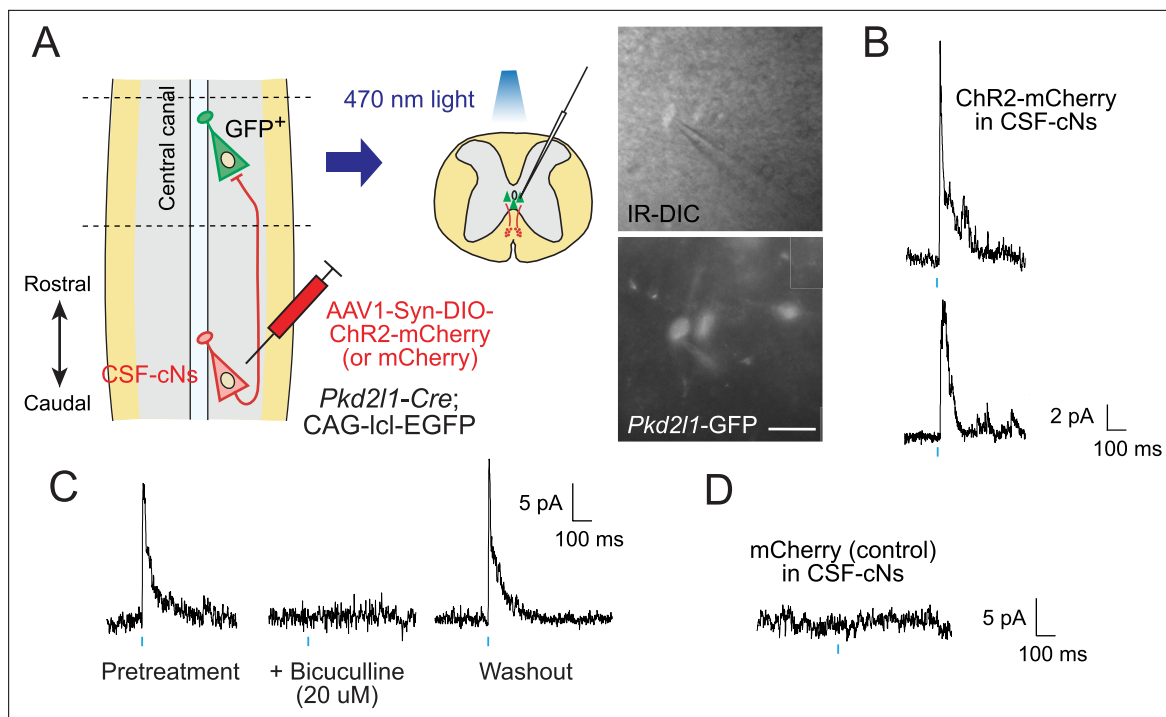 A
Central canal
GFP+
470 nm light
Rostral
Caudal
CSF-cNs
AAV1-Syn-DIO-
ChR2-mCherry
(or mCherry)
Pkd2l1-Cre;
CAG-lcl-EGFP
IR-DIC
Pkd2l1-GFP
B
ChR2-mCherry
in CSF-cNs
2 pA
100 ms
C
5 pA
100 ms
Pretreatment
+ Bicuculline
(20 uM)
Washout
D
mCherry (control)
in CSF-cNs
5 pA
100 ms